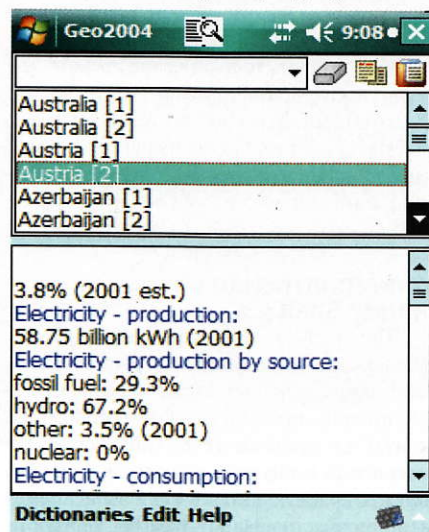 Geo2004 9:08
Australia [1]
Australia [2]
Austria [1]
Austria [2]
Azerbaijan [1]
Azerbaijan [2]
3.8% (2001 est.)
Electricity - production:
58.75 billion kWh (2001)
Electricity - production by source:
fossil fuel: 29.3%
hydro: 67.2%
other: 3.5% (2001)
nuclear: 0%
Electricity - consumption:
Dictionaries Edit Help